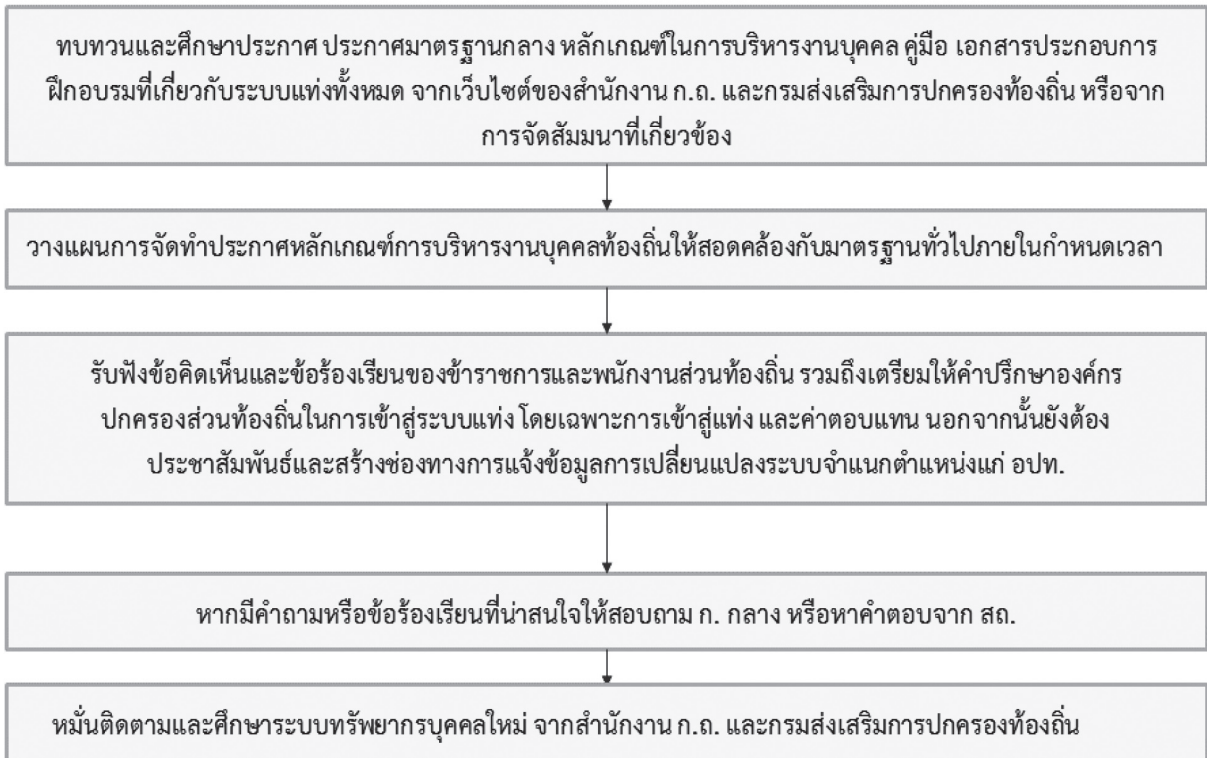 ทบทวนและศึกษาประกาศ ประกาศมาตรฐานกลาง หลักเกณฑ์ในการบริหารงานบุคคล คู่มือ เอกสารประกอบการ
ฝึกอบรมที่เกี่ยวกับระบบแท่งทั้งหมด จากเว็บไซต์ของสำนักงาน ก.ถ. และกรมส่งเสริมการปกครองท้องถิ่น หรือจาก
การจัดสัมมนาที่เกี่ยวข้อง
วางแผนการจัดทำประกาศหลักเกณฑ์การบริหารงานบุคคลท้องถิ่นให้สอดคล้องกับมาตรฐานทั่วไปภายในกำหนดเวลา
รับฟังข้อคิดเห็นและข้อร้องเรียนของข้าราชการและพนักงานส่วนท้องถิ่น รวมถึงเตรียมให้คำปรึกษาองค์กร
ปกครองส่วนท้องถิ่นในการเข้าสู่ระบบแท่ง โดยเฉพาะการเข้าสู่แท่ง และค่าตอบแทน นอกจากนั้นยังต้อง
ประชาสัมพันธ์และสร้างช่องทางการแจ้งข้อมูลการเปลี่ยนแปลงระบบจำแนกตำแหน่งแก่ อปท.
หากมีคำถามหรือข้อร้องเรียนที่น่าสนใจให้สอบถาม ก. กลาง หรือหาคำตอบจาก สถ.
หมั่นติดตามและศึกษาระบบทรัพยากรบุคคลใหม่ จากสำนักงาน ก.ถ. และกรมส่งเสริมการปกครองท้องถิ่น